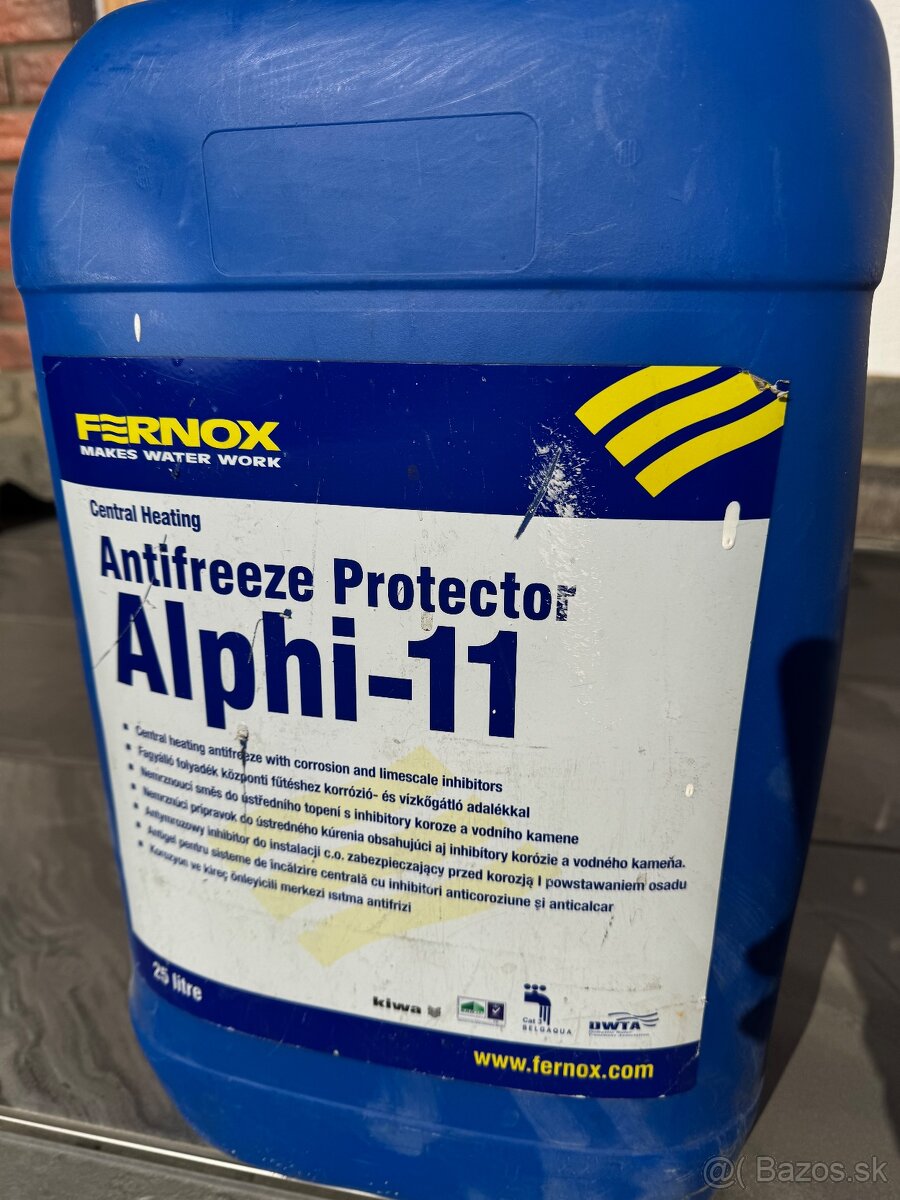 FERNOX
MAKES WATER WORK
Central Heating
Antifreeze Protector
Alphi-11
• Central heating antifreeze with corrosion and limescale inhibitors
• Fagyálló folyadék központi fűtéshez korrózió- és vízkőgátló adalékkal
• Nemrznoucí směs do ústředního topení s inhibitory koroze a vodního kamene
• Nemrznúci prípravok do ústredného kúrenia obsahujúci aj inhibitory korózie a vodného kameňa.
• Antymrozowy inhibitor do instalacji c.o. zabezpieczający przed korozją I powstawaniem osadu
• Antigel pentru sisteme de încălzire centrală cu inhibitori anticoroziune și anticalcar
• Korozyon ve kireç önleyicili merkezi ısıtma antifrizi
25 litre
kiwa
Cat 3
BELGAQUA
DWTA
www.fernox.com
@( Bazos.sk